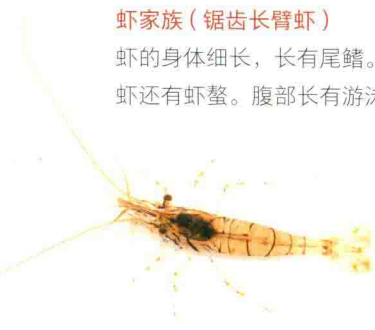 虾家族（锯齿长臂虾）
虾的身体细长，长有尾鳍。
虾还有虾螯。腹部长有游泳